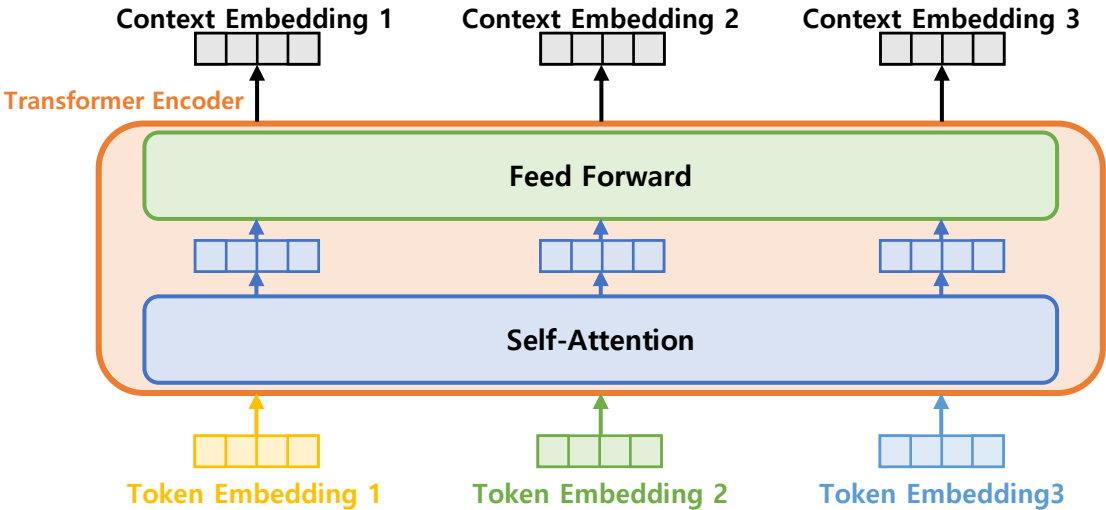 Context Embedding 1
Context Embedding 2
Context Embedding 3
Transformer Encoder
Feed Forward
Self-Attention
Token Embedding 1
Token Embedding 2
Token Embedding3